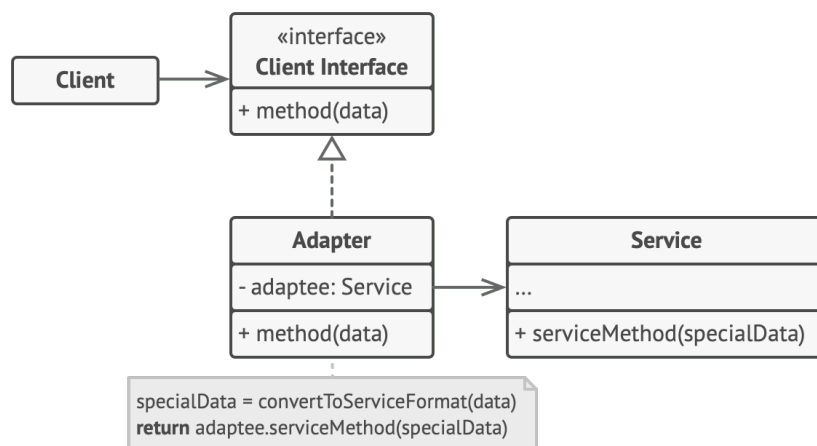 «interface»
Client Interface
Client
+ method(data)
Adapter
- adaptee: Service
+ method(data)
Service
...
+ serviceMethod(specialData)
specialData = convertToServiceFormat(data)
return adaptee.serviceMethod(specialData)